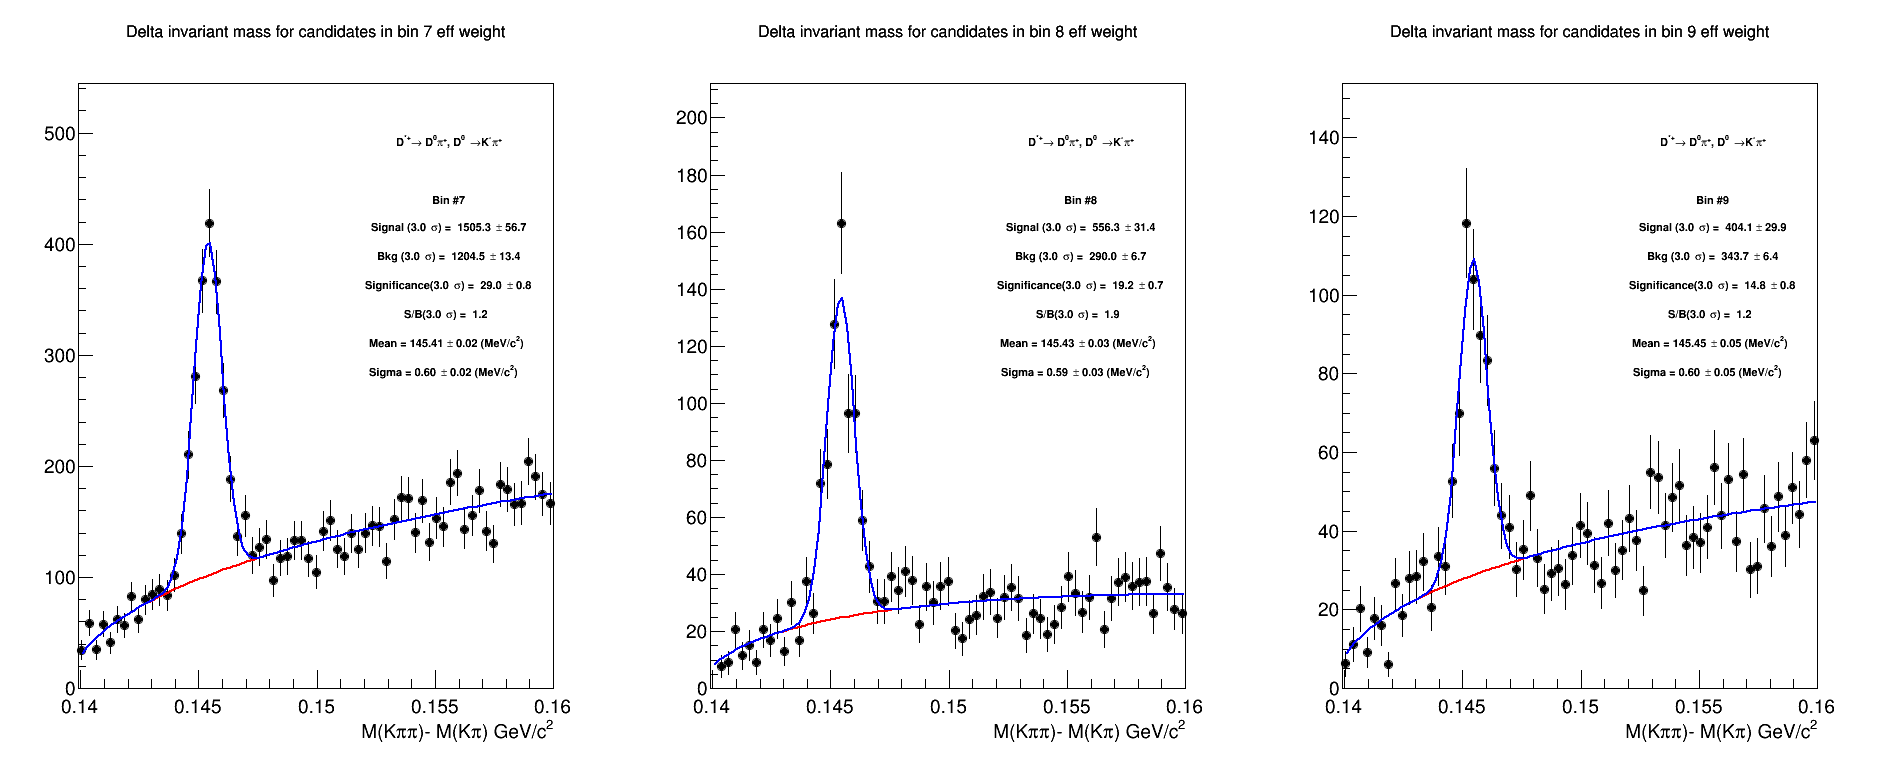 Delta invariant mass for candidates in bin 7 eff weight
500
400
300
200
100
0
D*+→ D0π+, D0 →K-π+
Bin #7
Signal (3.0 σ) = 1505.3 ± 56.7
Bkg (3.0 σ) = 1204.5 ± 13.4
Significance(3.0 σ) = 29.0 ± 0.8
S/B(3.0 σ) = 1.2
Mean = 145.41 ± 0.02 (MeV/c2)
Sigma = 0.60 ± 0.02 (MeV/c2)
0.14 0.145 0.15 0.155 0.16
M(Kππ)- M(Kπ) GeV/c2
Delta invariant mass for candidates in bin 8 eff weight
200
180
160
140
120
100
80
60
40
20
0
D*+→ D0π+, D0 →K-π+
Bin #8
Signal (3.0 σ) = 556.3 ± 31.4
Bkg (3.0 σ) = 290.0 ± 6.7
Significance(3.0 σ) = 19.2 ± 0.7
S/B(3.0 σ) = 1.9
Mean = 145.43 ± 0.03 (MeV/c2)
Sigma = 0.59 ± 0.03 (MeV/c2)
0.14 0.145 0.15 0.155 0.16
M(Kππ)- M(Kπ) GeV/c2
Delta invariant mass for candidates in bin 9 eff weight
140
120
100
80
60
40
20
0
D*+→ D0π+, D0 →K-π+
Bin #9
Signal (3.0 σ) = 404.1 ± 29.9
Bkg (3.0 σ) = 343.7 ± 6.4
Significance(3.0 σ) = 14.8 ± 0.8
S/B(3.0 σ) = 1.2
Mean = 145.45 ± 0.05 (MeV/c2)
Sigma = 0.60 ± 0.05 (MeV/c2)
0.14 0.145 0.15 0.155 0.16
M(Kππ)- M(Kπ) GeV/c2